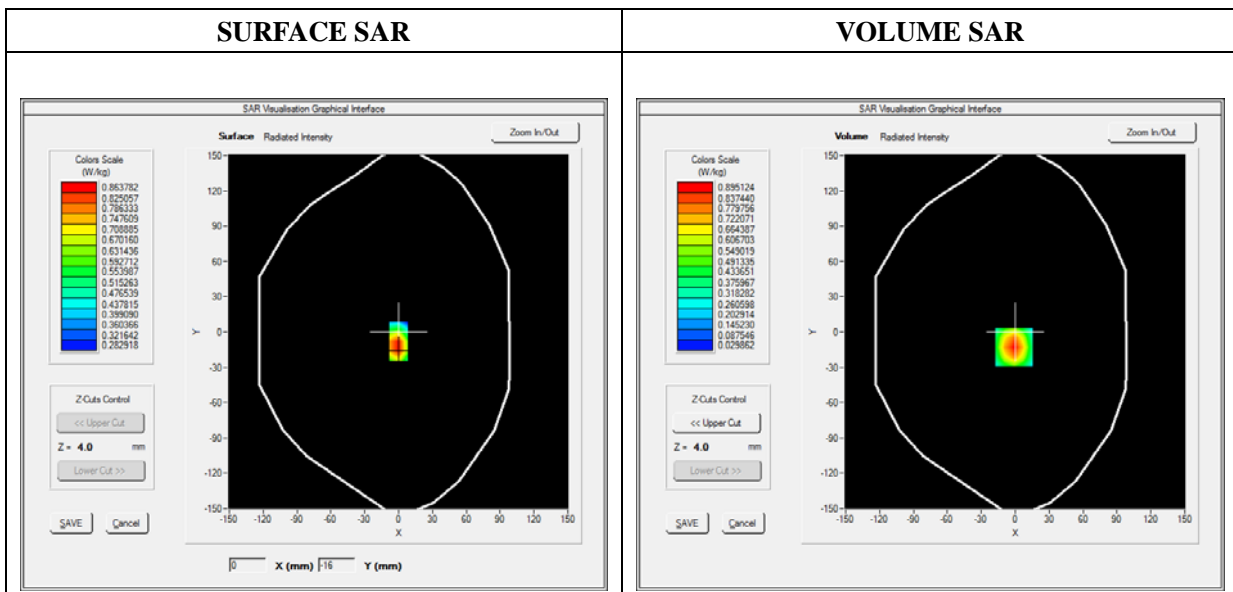 SURFACE SAR
VOLUME SAR
SAR Visualisation Graphical Interface
Surface Radiated Intensity
Zoom In/Out
Colors Scale
(W/kg)
0.863782
0.825057
0.786333
0.747609
0.708885
0.670160
0.631436
0.592712
0.553987
0.515263
0.476539
0.437815
0.399090
0.360366
0.321642
0.282918
Z-Cuts Control
<< Upper Cut
Z = 4.0 mm
Lower Cut >>
SAVE Cancel
150
120
90
60
30
0
-30
-60
-90
-120
-150
Y
-150 -120 -90 -60 -30 0 30 60 90 120 150
X
0 X (mm) -16 Y (mm)
SAR Visualisation Graphical Interface
Volume Radiated Intensity
Zoom In/Out
Colors Scale
(W/kg)
0.895124
0.837440
0.779756
0.722071
0.664387
0.606703
0.549019
0.491335
0.433651
0.375967
0.318282
0.260598
0.202914
0.145230
0.087546
0.029862
Z-Cuts Control
<< Upper Cut
Z = 4.0 mm
Lower Cut >>
SAVE Cancel
150
120
90
60
30
0
-30
-60
-90
-120
-150
Y
-150 -120 -90 -60 -30 0 30 60 90 120 150
X